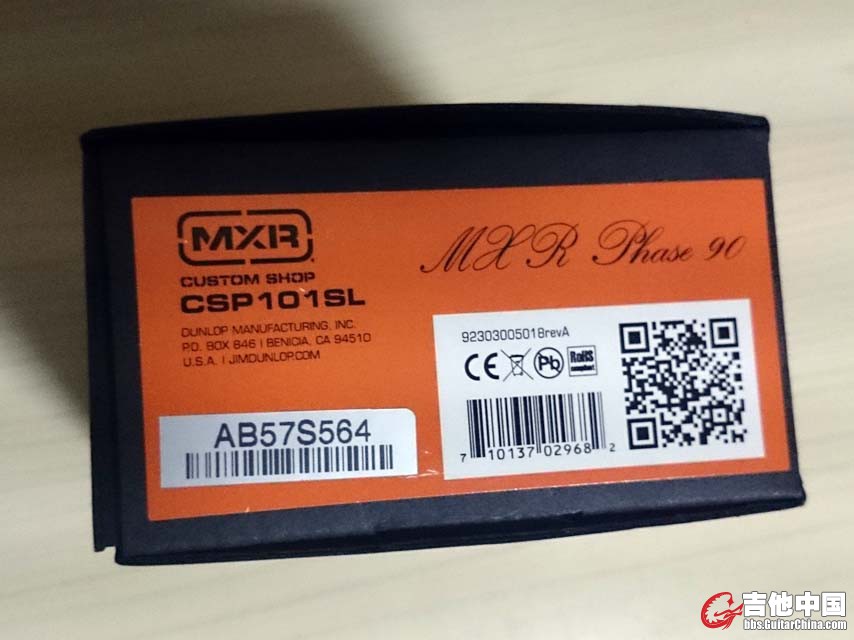 MXR
CUSTOM SHOP
CSP101SL
DUNLOP MANUFACTURING, INC.
P.O. BOX 846 | BENICIA, CA 94510
U.S.A. | JIMDUNLOP.COM
MXR Phase 90
92303005018revA
CE Pb RoHS
compliant
7 10137 02968 2
AB57S564
吉他中国
bbs.GuitarChina.com